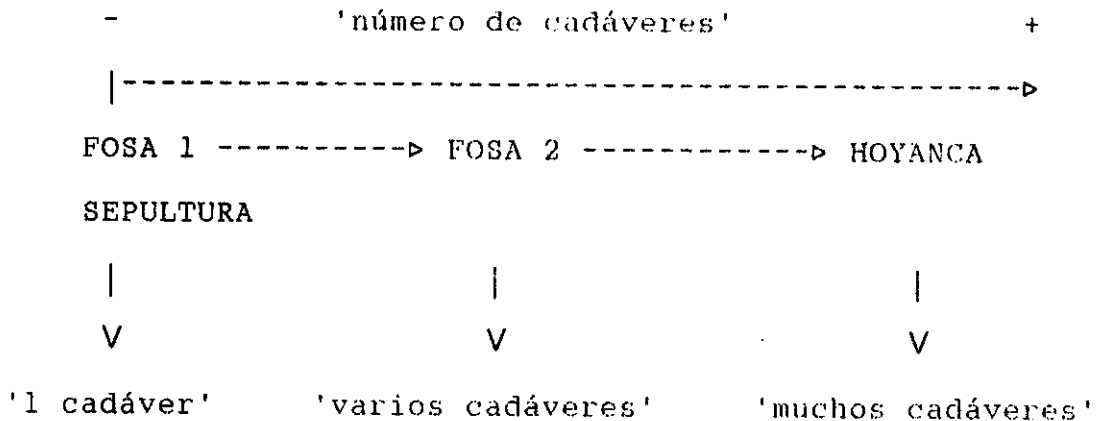 - 'número de cadáveres' +
|--------------------------------------------▷
FOSA 1 ----------▷ FOSA 2 ------------▷ HOYANCA
SEPULTURA
| | |
V V V
'1 cadáver' 'varios cadáveres' 'muchos cadáveres'